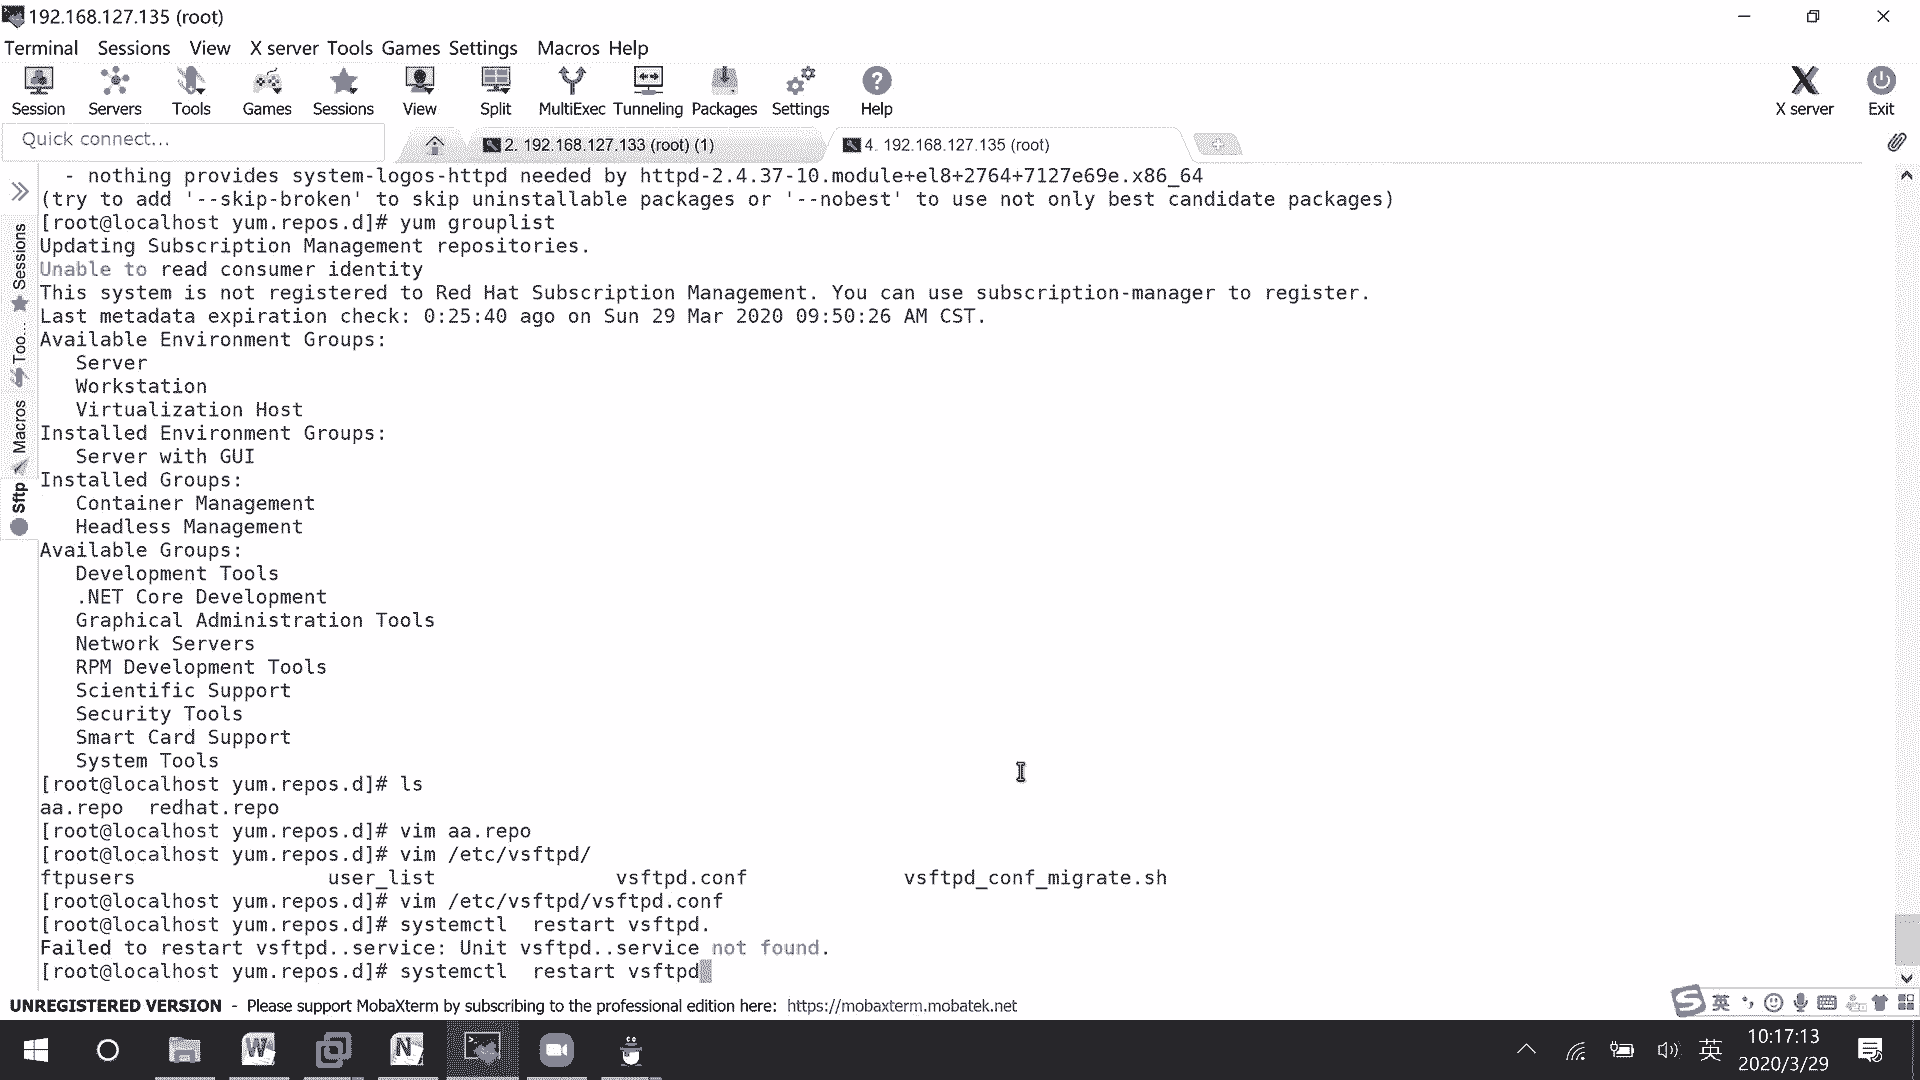 192.168.127.135 (root)
Terminal Sessions View X server Tools Games Settings Macros Help
Session Servers Tools Games Sessions View Split MultiExec Tunneling Packages Settings Help X server Exit
Quick connect...
2. 192.168.127.133 (root) (1)
4. 192.168.127.135 (root)
Sessions
Too...
Macros
Sftp
- nothing provides system-logos-httpd needed by httpd-2.4.37-10.module+el8+2764+7127e69e.x86_64
(try to add '--skip-broken' to skip uninstallable packages or '--nobest' to use not only best candidate packages)
[root@localhost yum.repos.d]# yum grouplist
Updating Subscription Management repositories.
Unable to read consumer identity
This system is not registered to Red Hat Subscription Management. You can use subscription-manager to register.
Last metadata expiration check: 0:25:40 ago on Sun 29 Mar 2020 09:50:26 AM CST.
Available Environment Groups:
Server
Workstation
Virtualization Host
Installed Environment Groups:
Server with GUI
Installed Groups:
Container Management
Headless Management
Available Groups:
Development Tools
.NET Core Development
Graphical Administration Tools
Network Servers
RPM Development Tools
Scientific Support
Security Tools
Smart Card Support
System Tools
[root@localhost yum.repos.d]# ls
aa.repo redhat.repo
[root@localhost yum.repos.d]# vim aa.repo
[root@localhost yum.repos.d]# vim /etc/vsftpd/
ftpusers user_list vsftpd.conf vsftpd_conf_migrate.sh
[root@localhost yum.repos.d]# vim /etc/vsftpd/vsftpd.conf
[root@localhost yum.repos.d]# systemctl restart vsftpd.
Failed to restart vsftpd..service: Unit vsftpd..service not found.
[root@localhost yum.repos.d]# systemctl restart vsftpd
UNREGISTERED VERSION - Please support MobaXterm by subscribing to the professional edition here: https://mobaxterm.mobatek.net
英
英
10:17:13
2020/3/29